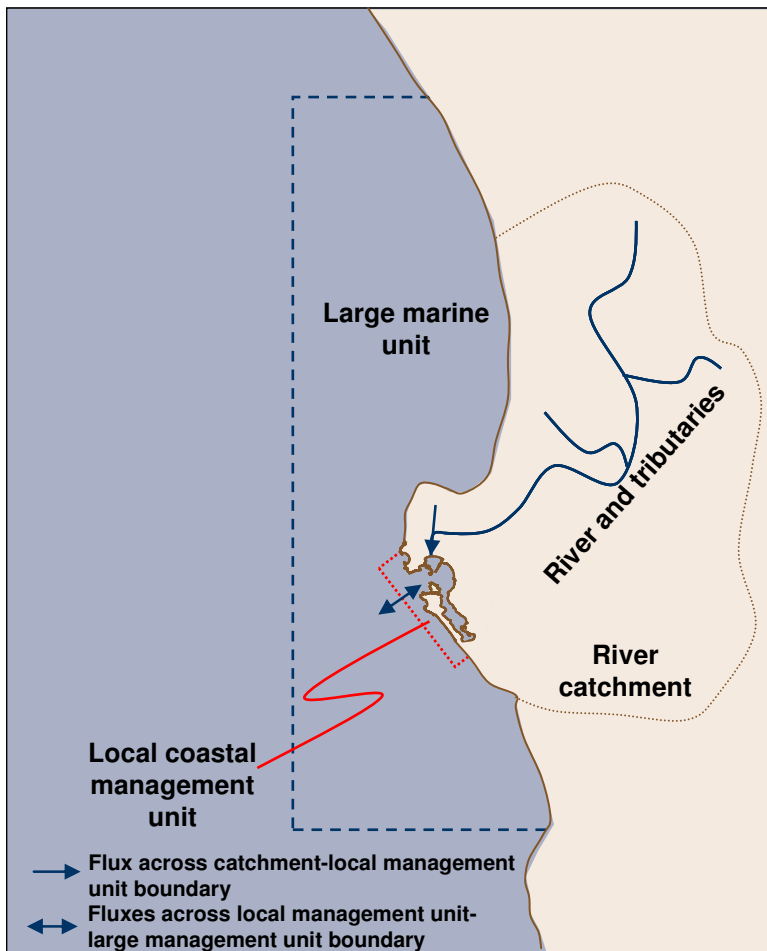 Large marine
unit
River and tributaries
River
catchment
Local coastal
management
unit
Flux across catchment-local management
unit boundary
Fluxes across local management unit-
large management unit boundary